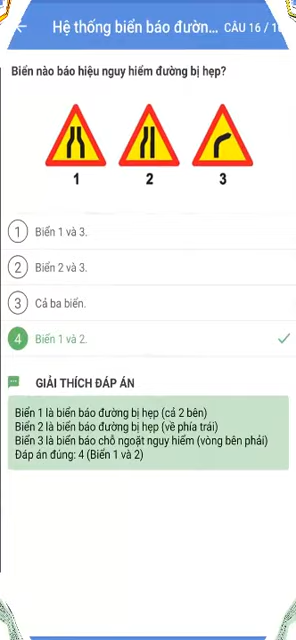 Hệ thống biển báo đườn... CÂU 16 / 1
Biển nào báo hiệu nguy hiểm đường bị hẹp?
1 2 3
1 Biển 1 và 3.
2 Biển 2 và 3.
3 Cả ba biển.
4 Biển 1 và 2.
GIẢI THÍCH ĐÁP ÁN
Biển 1 là biển báo đường bị hẹp (cả 2 bên)
Biển 2 là biển báo đường bị hẹp (về phía trái)
Biển 3 là biển báo chỗ ngoặt nguy hiểm (vòng bên phải)
Đáp án đúng: 4 (Biển 1 và 2)